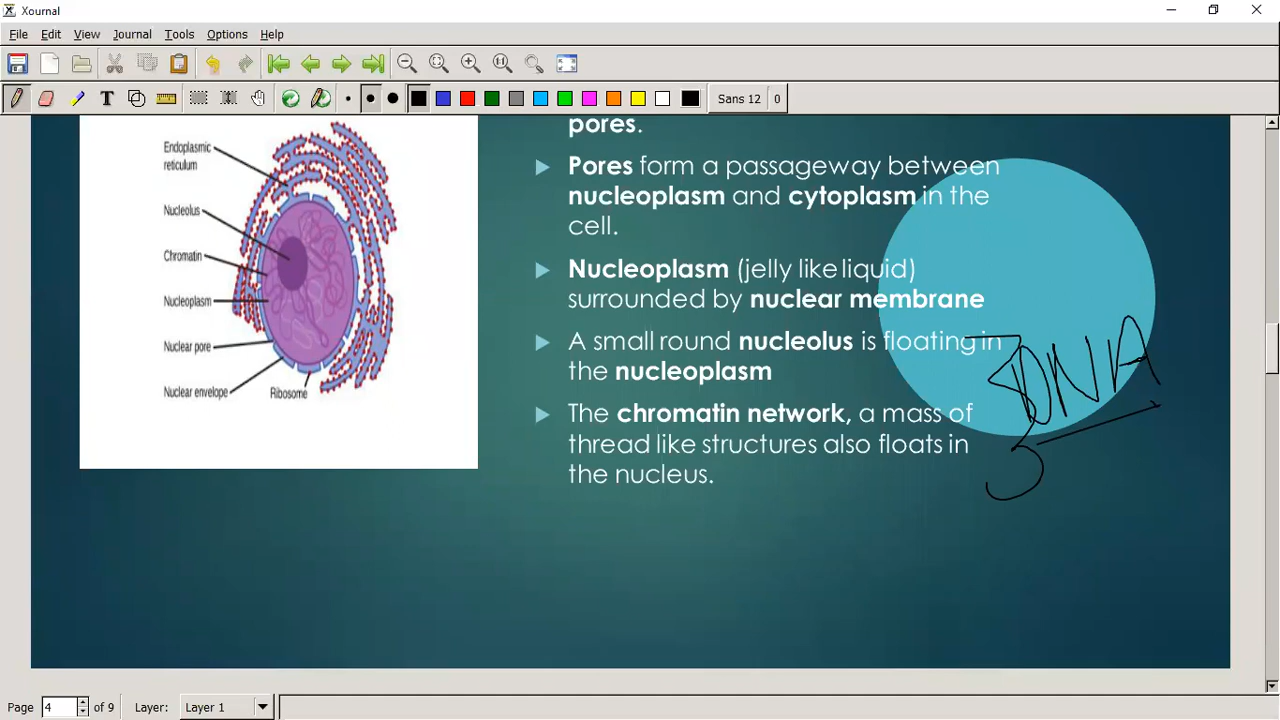 Xournal
File Edit View Journal Tools Options Help
Sans 12 0
Endoplasmic
reticulum
Nucleolus
Chromatin
Nucleoplasm
Nuclear pore
Nuclear envelope
Ribosome
pores.
Pores form a passageway between
nucleoplasm and cytoplasm in the
cell.
Nucleoplasm (jelly like liquid)
surrounded by nuclear membrane
A small round nucleolus is floating in
the nucleoplasm
The chromatin network, a mass of
thread like structures also floats in
the nucleus.
DNA
Page 4 of 9 Layer: Layer 1